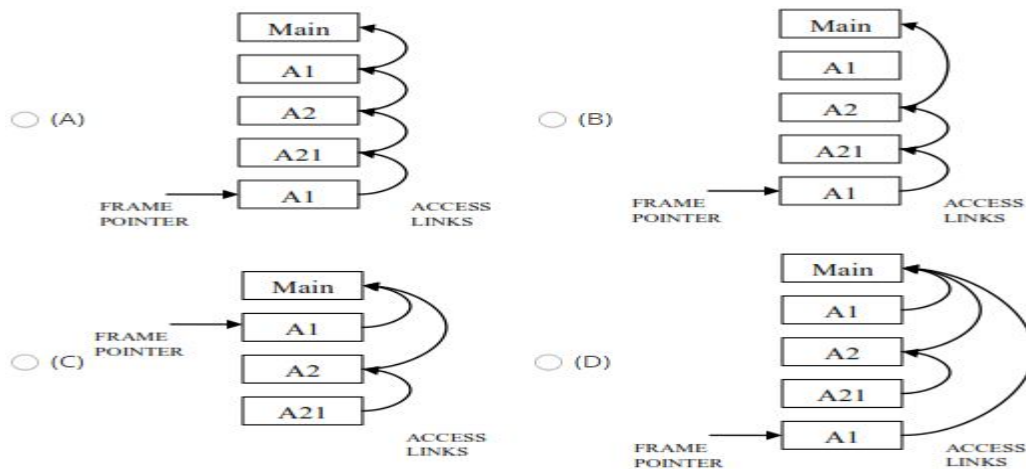 Main
A1
(A)
A2
A21
FRAME
POINTER
A1
ACCESS
LINKS
Main
A1
(B)
A2
A21
FRAME
POINTER
A1
ACCESS
LINKS
Main
FRAME
POINTER
A1
(C)
A2
A21
ACCESS
LINKS
Main
A1
(D)
A2
A21
FRAME
POINTER
A1
ACCESS
LINKS